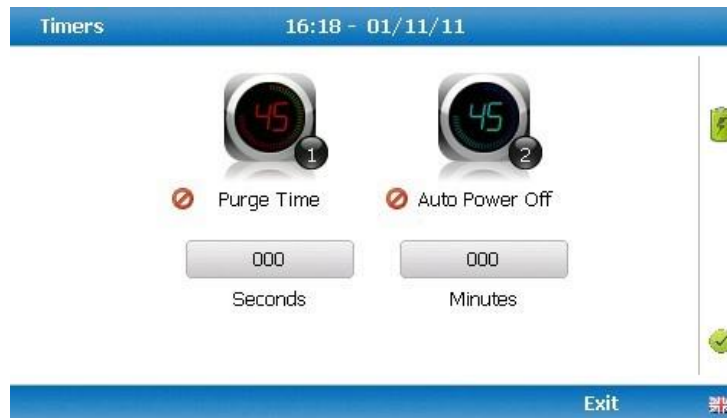 Timers 16:18 - 01/11/11
45 45
1 2
Purge Time Auto Power Off
000 000
Seconds Minutes
Exit